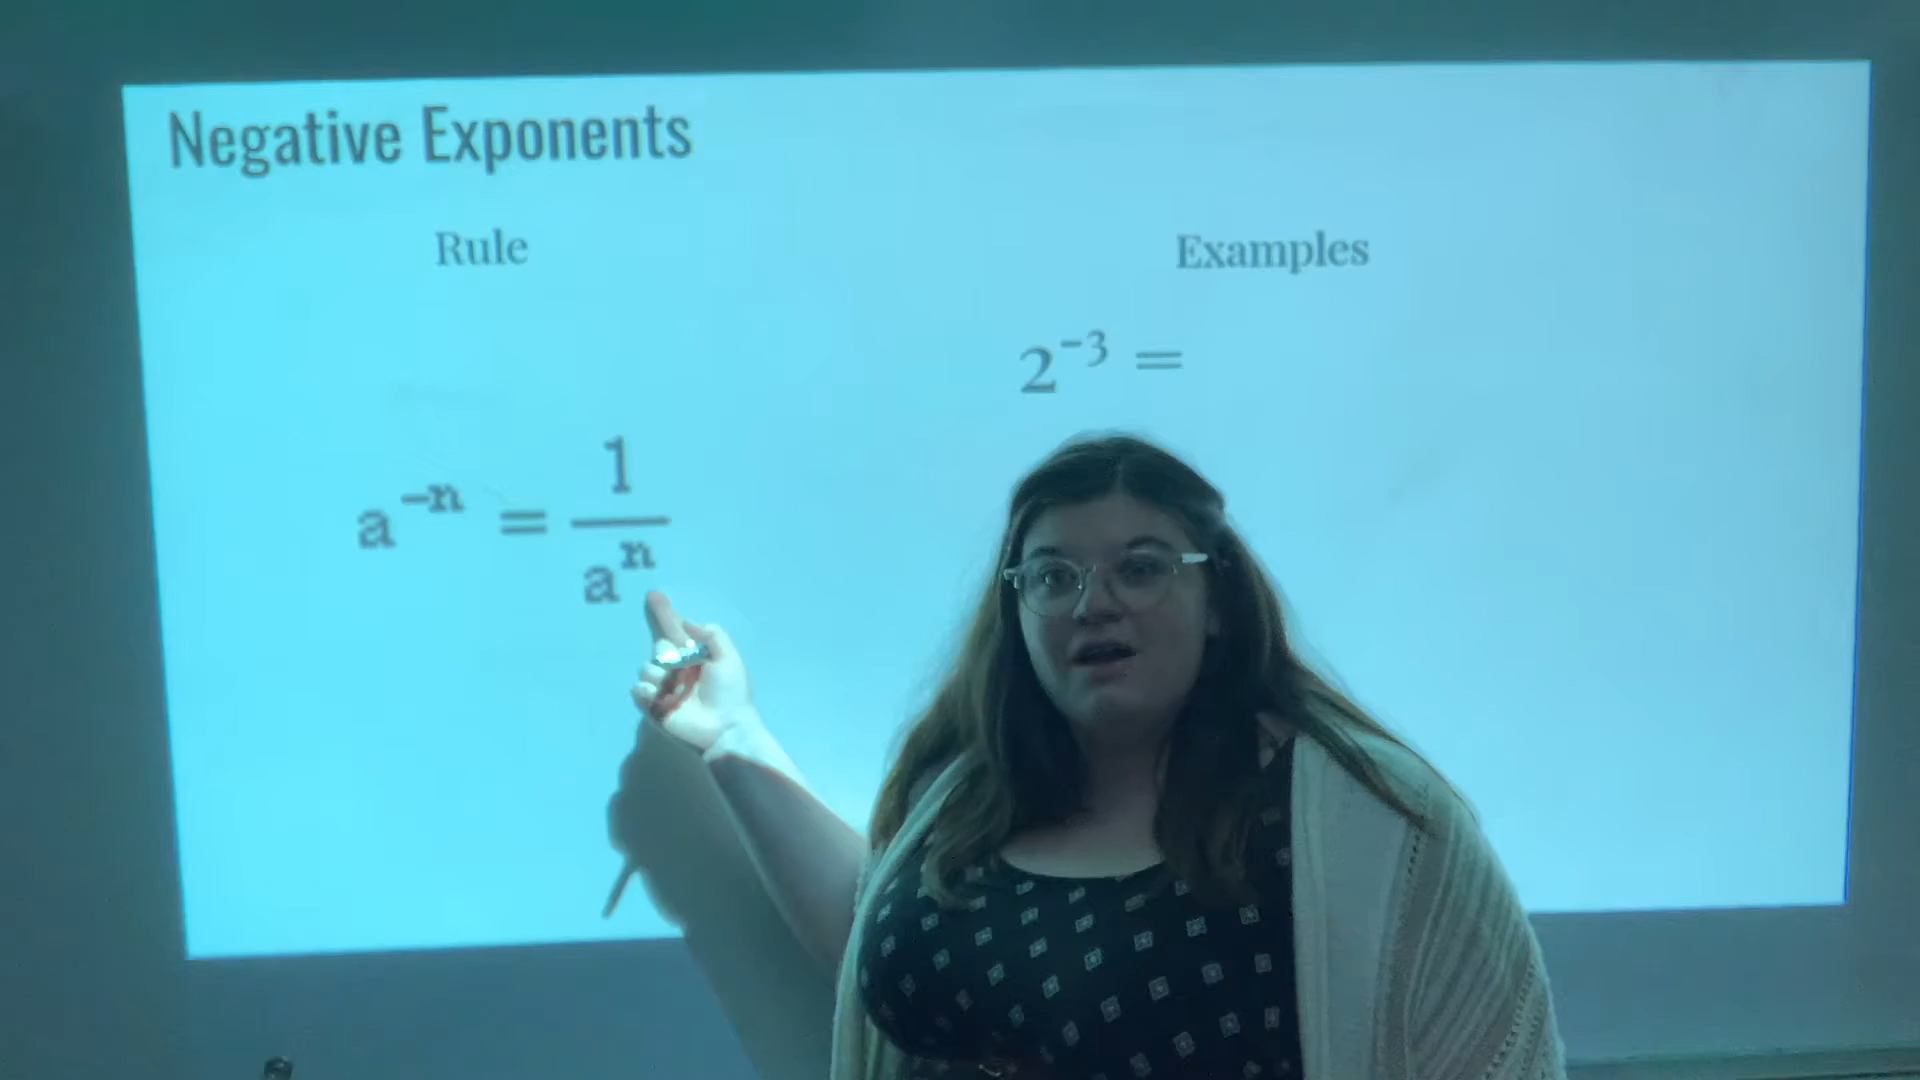 Negative Exponents
Rule
Examples
2⁻³ =
a⁻ⁿ = 1/aⁿ